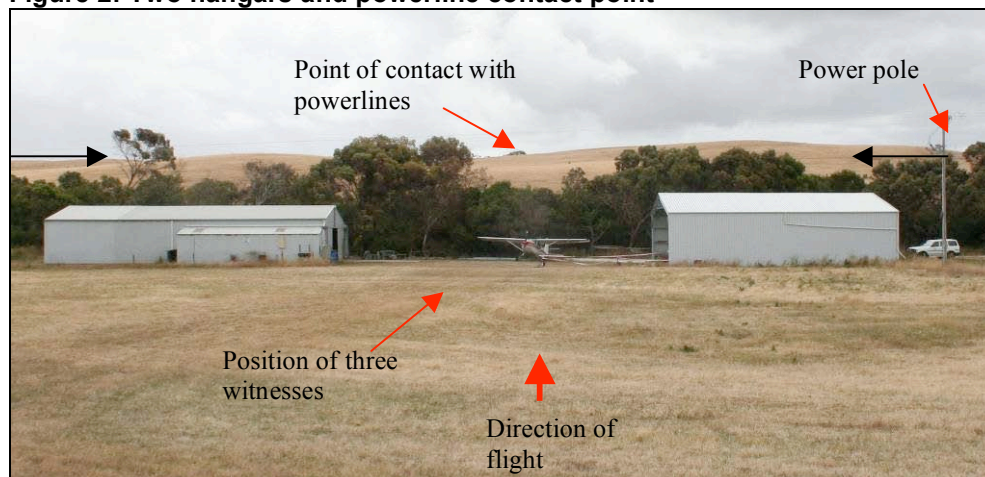 Figure 2: Two hangars and powerline contact point
Point of contact with
powerlines
Power pole
Position of three
witnesses
Direction of
flight